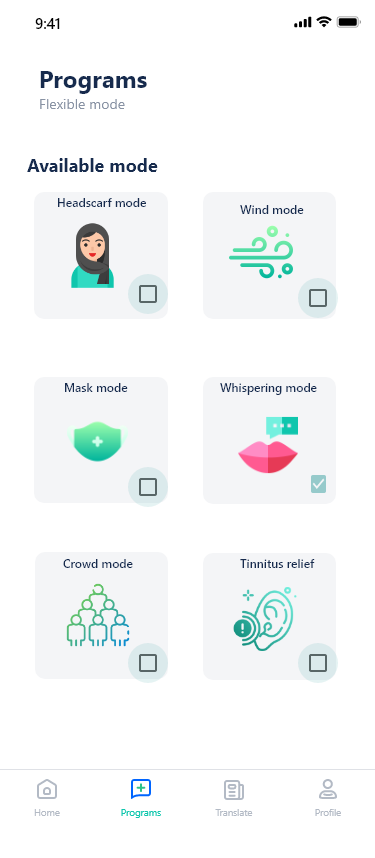 9:41
Programs
Flexible mode
Available mode
Headscarf mode
Wind mode
Mask mode
Whispering mode
Crowd mode
Tinnitus relief
Home
Programs
Translate
Profile